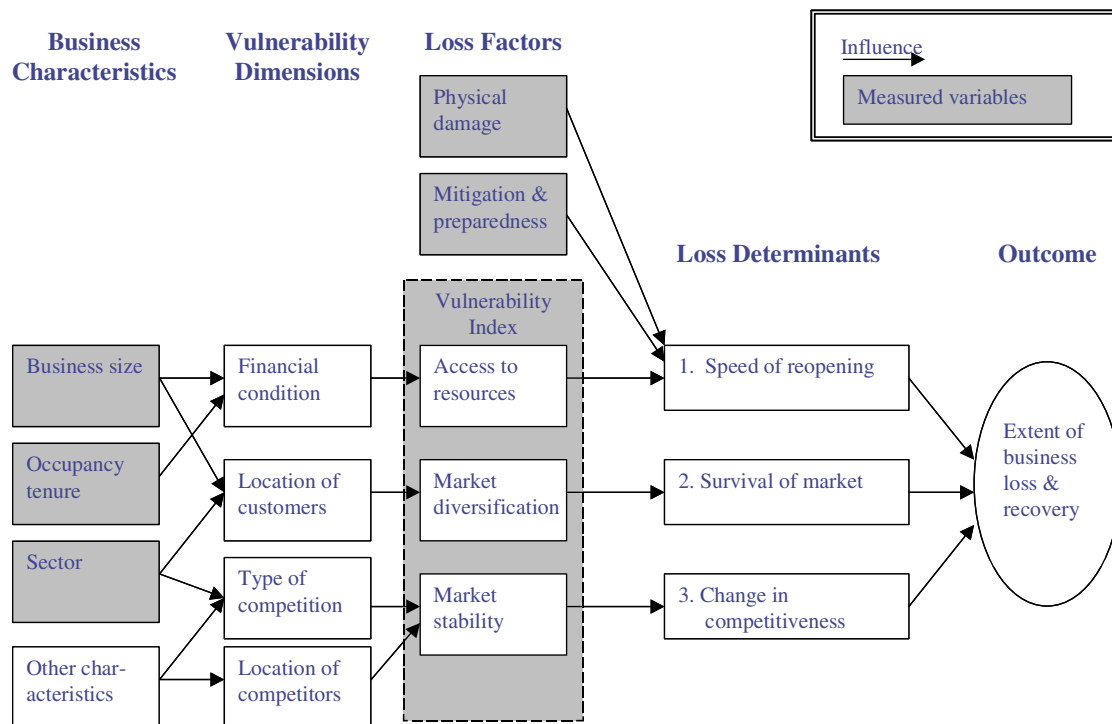 Business
Characteristics
Vulnerability
Dimensions
Loss Factors
Influence
Measured variables
Physical
damage
Mitigation &
preparedness
Loss Determinants
Outcome
Vulnerability
Index
Business size
Financial
condition
Access to
resources
1. Speed of reopening
Occupancy
tenure
Location of
customers
Market
diversification
2. Survival of market
Extent of
business
loss &
recovery
Sector
Type of
competition
Market
stability
3. Change in
competitiveness
Other char-
acteristics
Location of
competitors